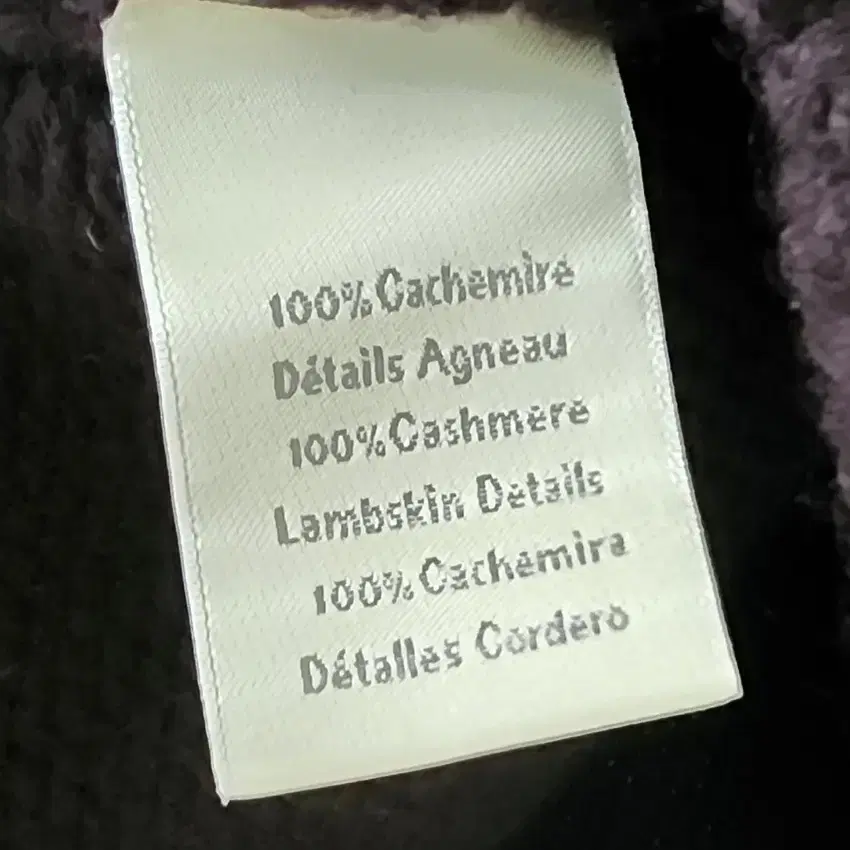 100% Cachemire
Détails Agneau
100% Cashmere
Lambskin Details
100% Cachemira
Détalles Cordero